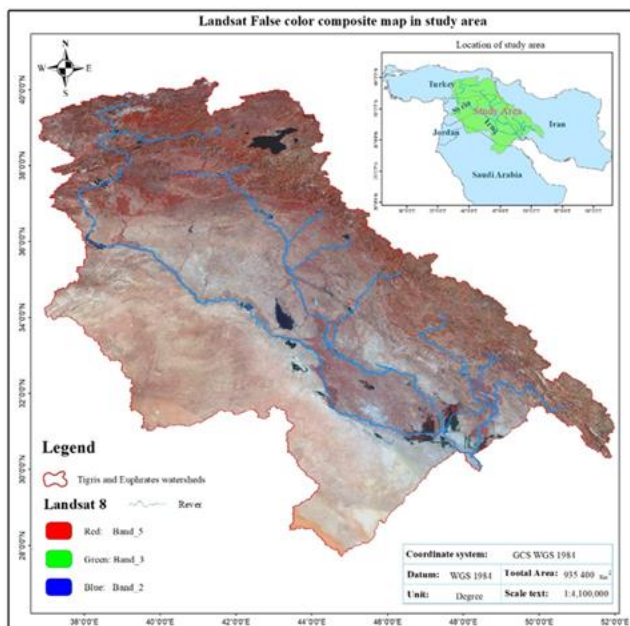 Landsat False color composite map in study area
N
W E
S
Location of study area
Turkey
Syria
Study Area
Iraq
Iran
Jordan
Saudi Arabia
40°0'0"N
38°0'0"N
36°0'0"N
34°0'0"N
32°0'0"N
30°0'0"N
28°0'0"N
Legend
Tigris and Euphrates watersheds
Landsat 8
Rever
Red: Band_5
Green: Band_3
Blue: Band_2
Coordinate system: GCS WGS 1984
Datum: WGS 1984 Tootal Area: 935 400 Km2
Unit: Degree Scale text: 1:4,100,000
38°0'0"E 40°0'0"E 42°0'0"E 44°0'0"E 46°0'0"E 48°0'0"E 50°0'0"E 52°0'0"E